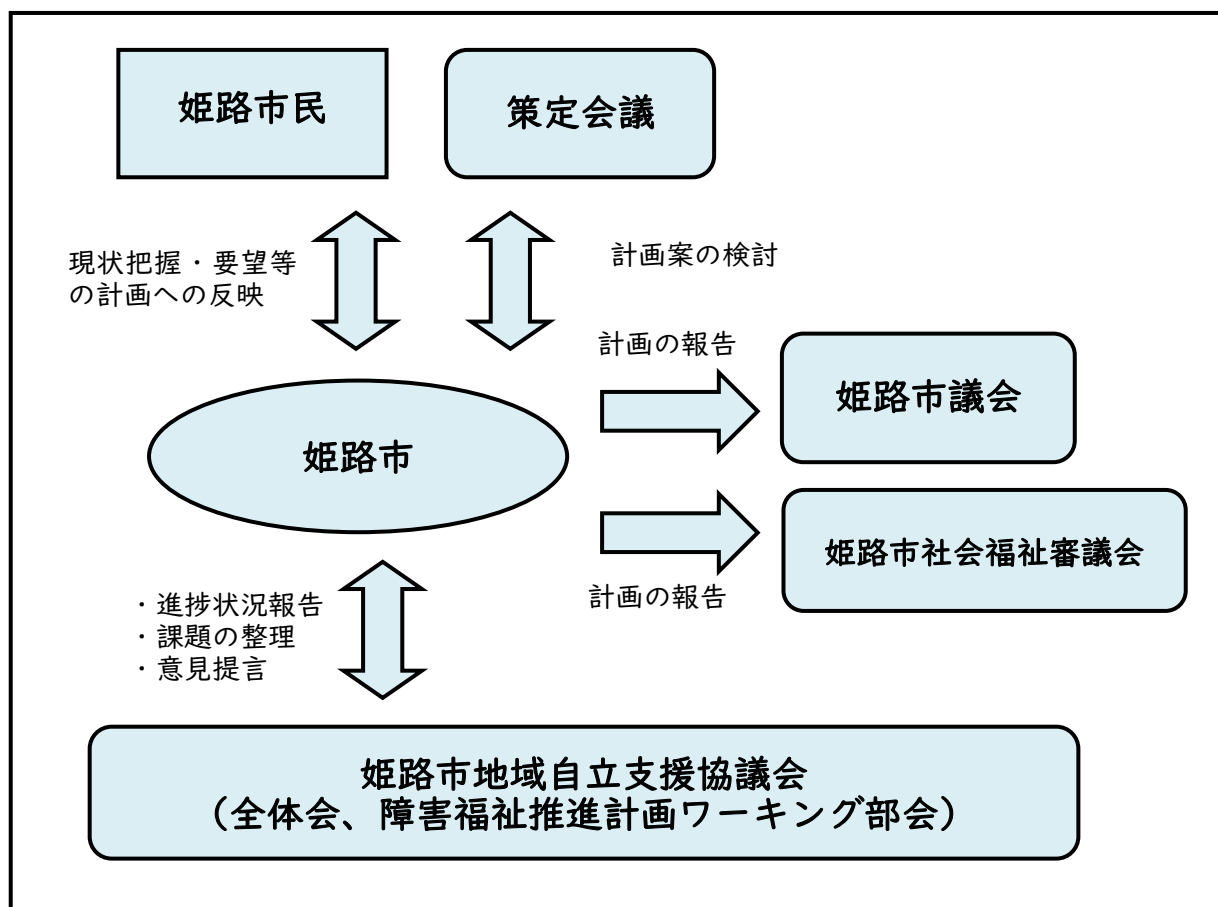 姫路市民
策定会議
現状把握・要望等
の計画への反映
計画案の検討
計画の報告
姫路市議会
姫路市
姫路市社会福祉審議会
計画の報告
・進捗状況報告
・課題の整理
・意見提言
姫路市地域自立支援協議会
（全体会、障害福祉推進計画ワーキング部会）